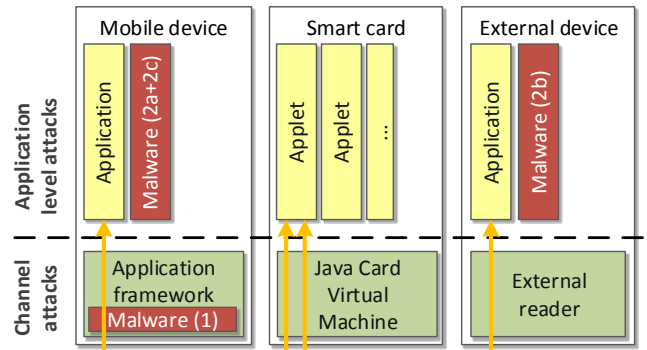 Mobile device
Smart card
External device
Application
level attacks
Application
Malware (2a+2c)
Applet
Applet
...
Application
Malware (2b)
Channel
attacks
Application
framework
Malware (1)
Java Card
Virtual
Machine
External
reader